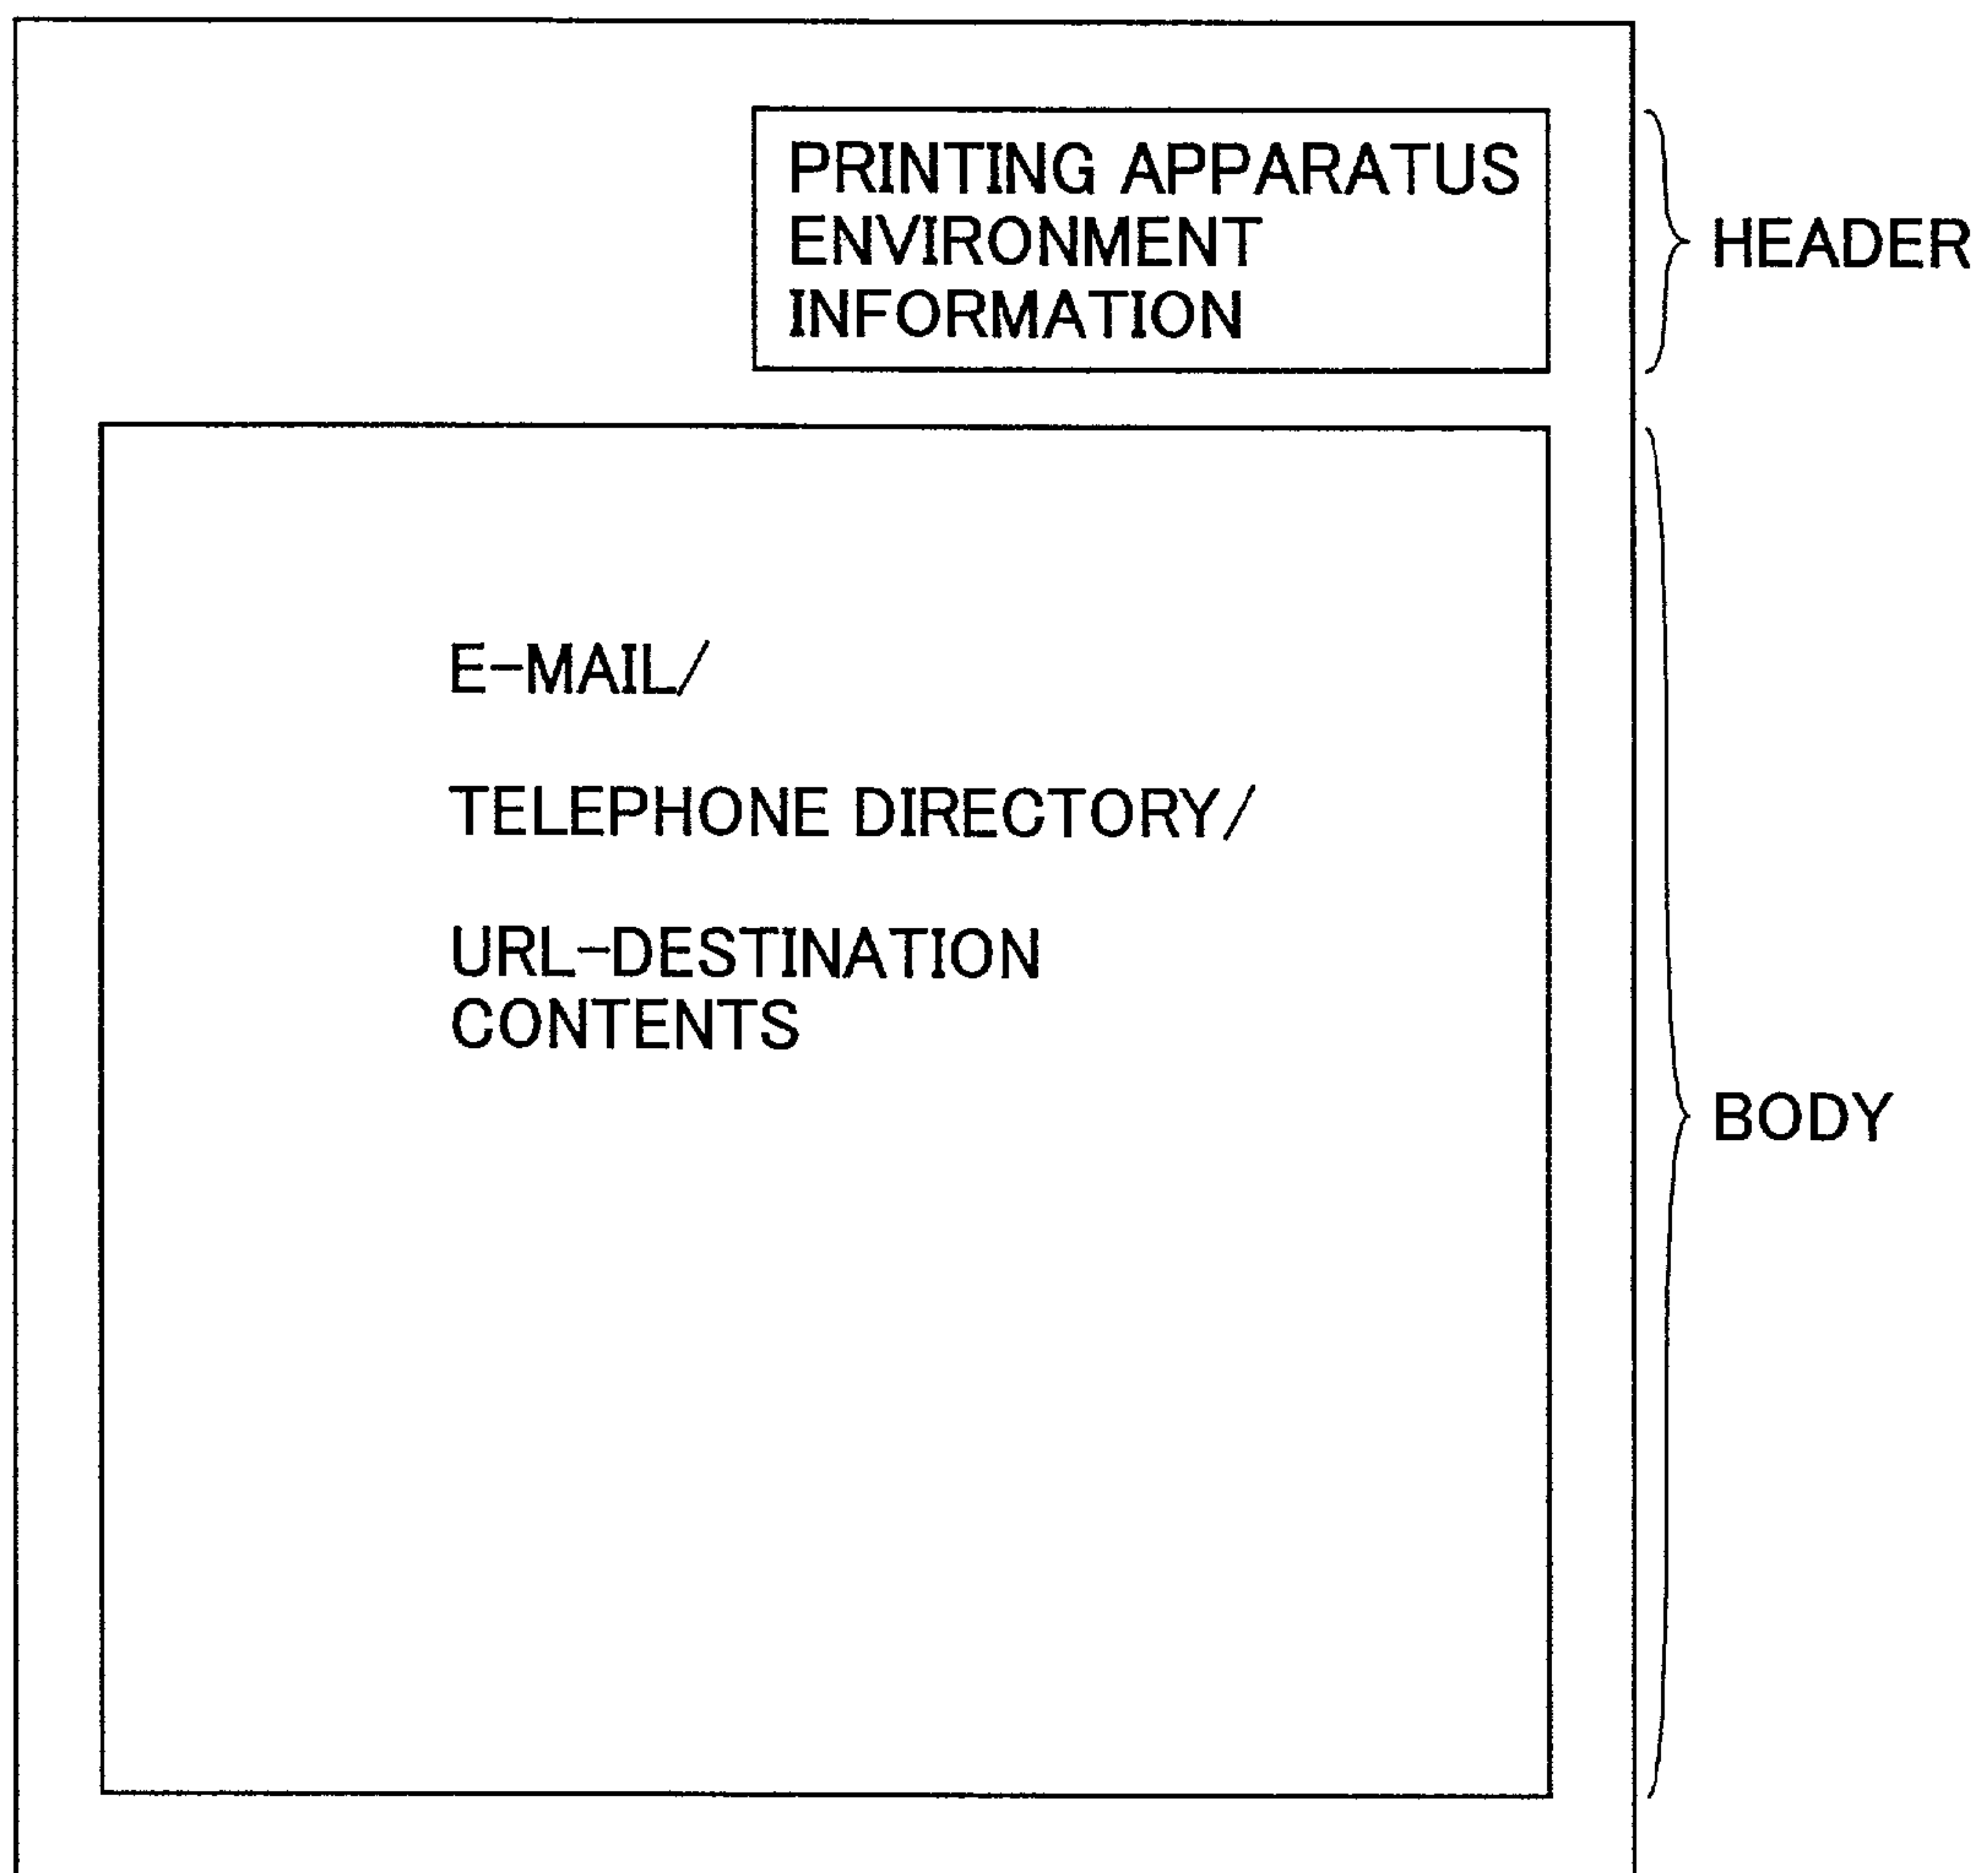 PRINTING APPARATUS
ENVIRONMENT
INFORMATION
HEADER
E-MAIL/
TELEPHONE DIRECTORY/
URL-DESTINATION
CONTENTS
BODY